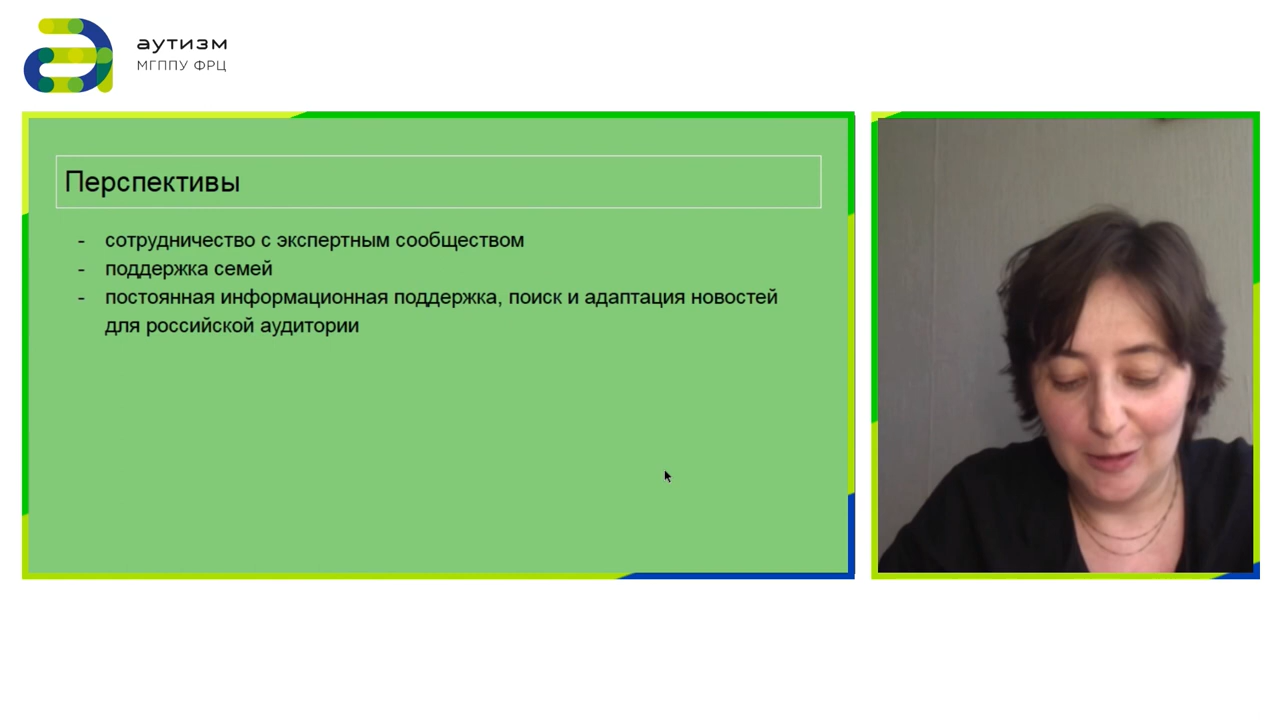 аутизм
МГППУ ФРЦ
Перспективы
- сотрудничество с экспертным сообществом
- поддержка семей
- постоянная информационная поддержка, поиск и адаптация новостей
для российской аудитории